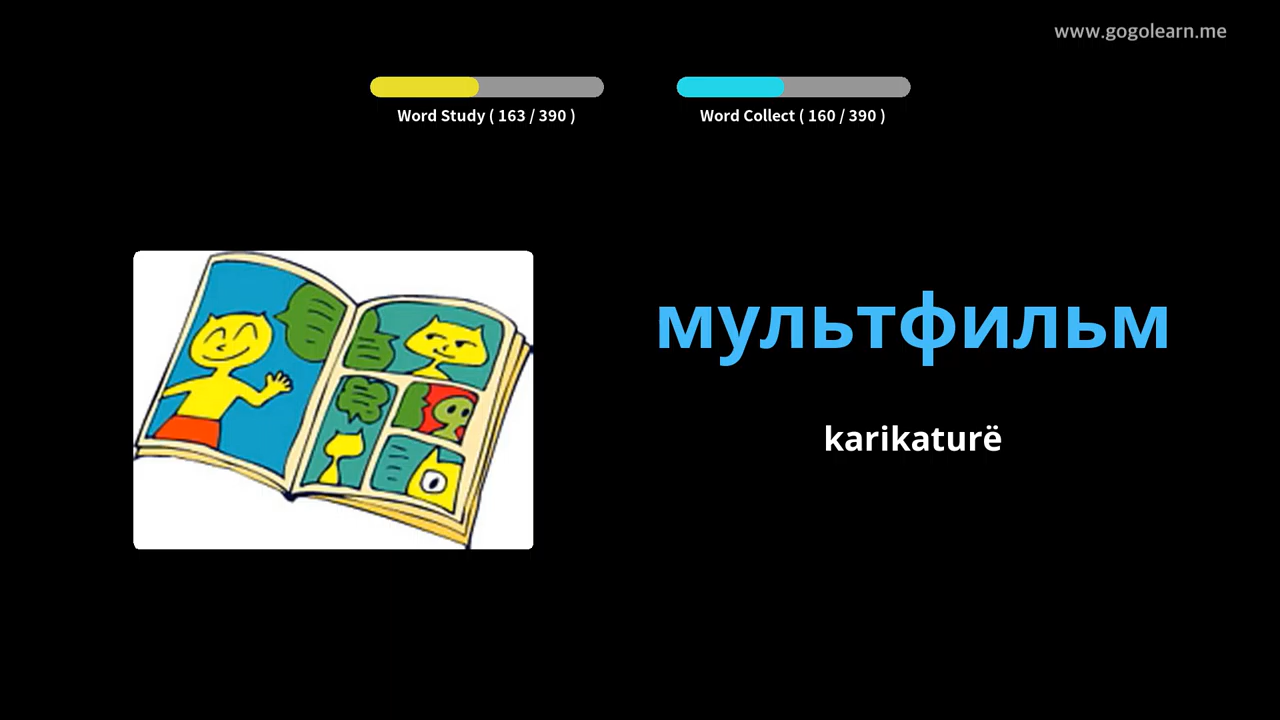 www.gogolearn.me
Word Study ( 163 / 390 )
Word Collect ( 160 / 390 )
мультфильм
karikaturë